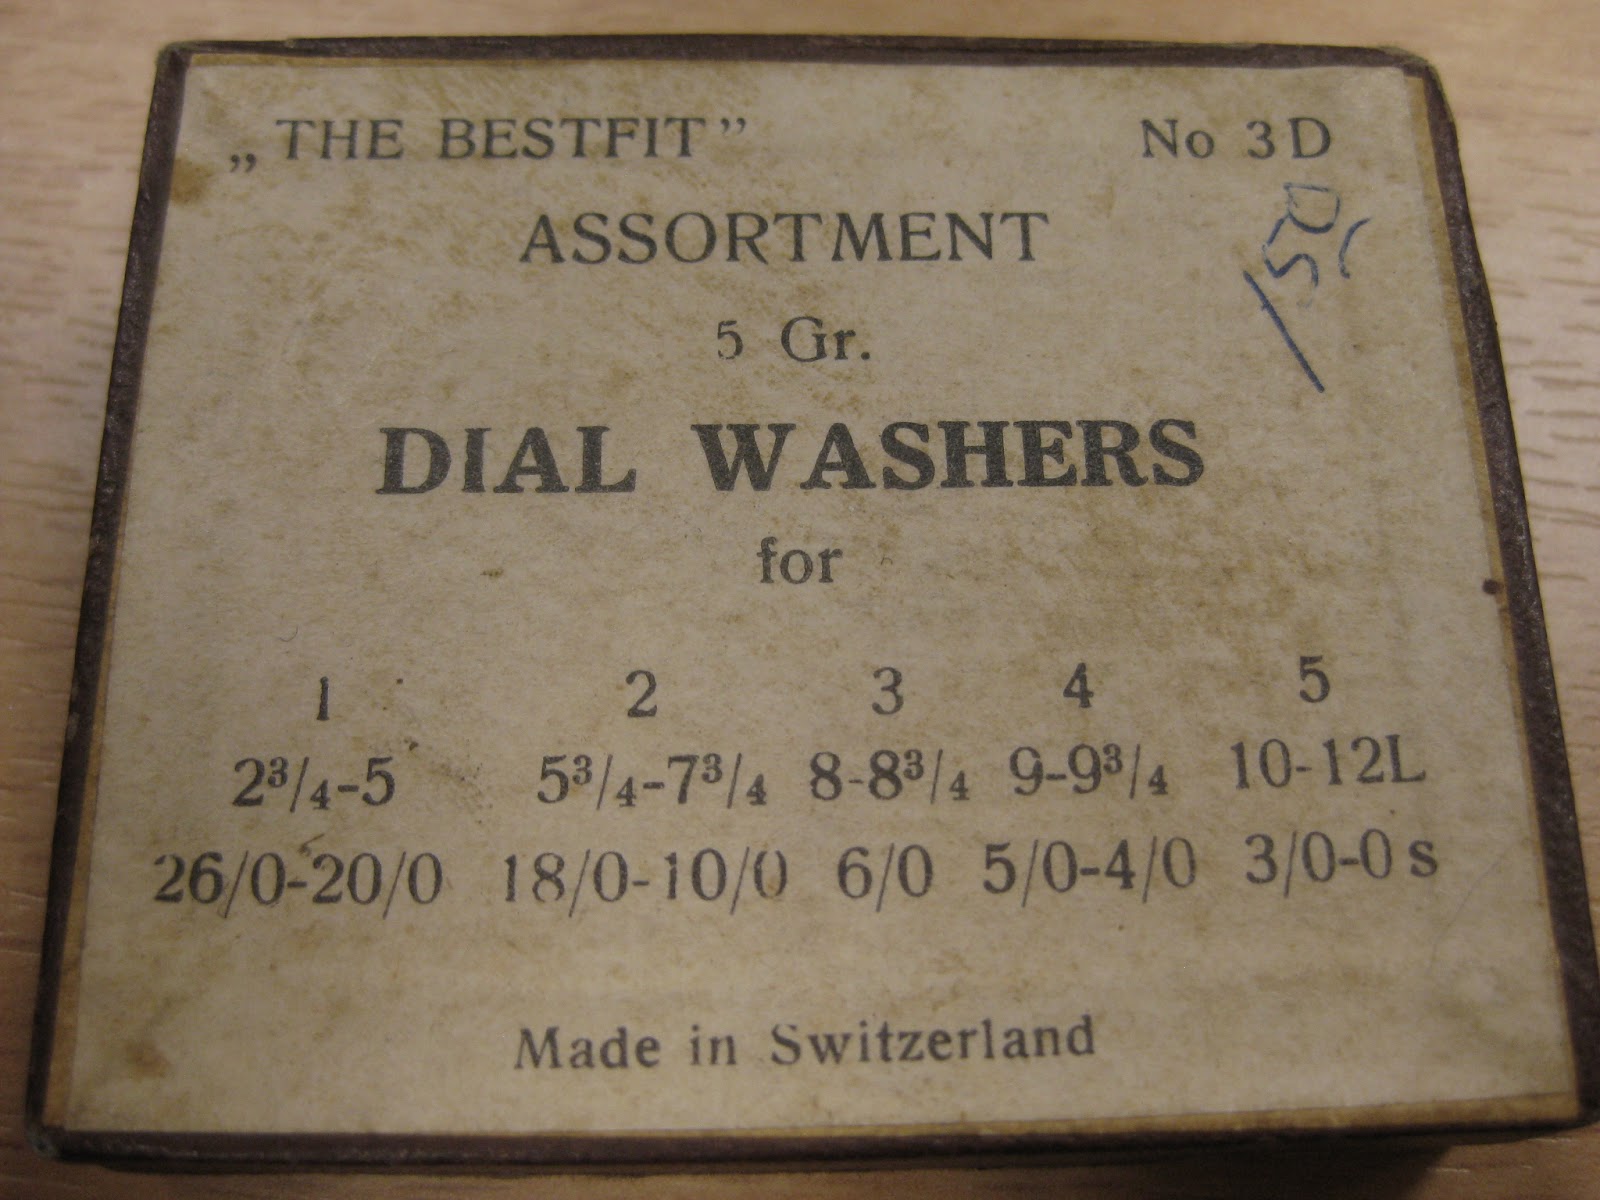 „THE BESTFIT” No 3D
ASSORTMENT
5 Gr.
DIAL WASHERS
for
1 2 3 4 5
2³/₄-5 5³/₄-7³/₄ 8-8³/₄ 9-9³/₄ 10-12L
26/0-20/0 18/0-10/0 6/0 5/0-4/0 3/0-0 s
Made in Switzerland